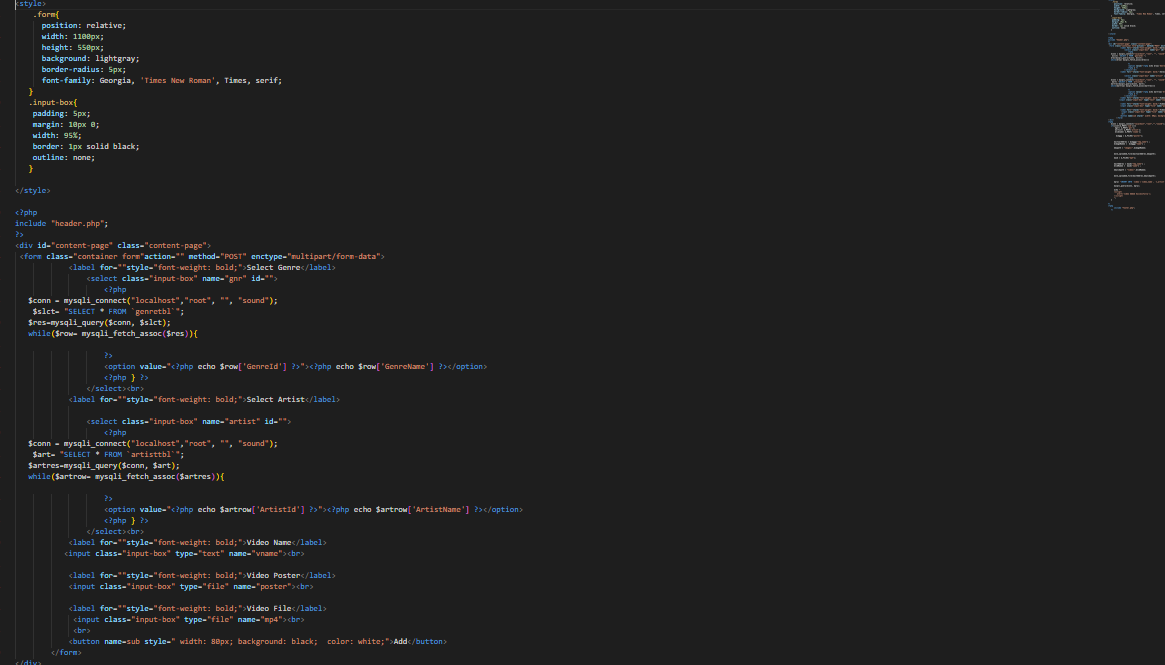 <style>
.form{
position: relative;
width: 1100px;
height: 550px;
background: lightgray;
border-radius: 5px;
font-family: Georgia, 'Times New Roman', Times, serif;
}
.input-box{
padding: 5px;
margin: 10px 0;
width: 95%;
border: 1px solid black;
outline: none;
}
</style>
<?php
include "header.php";
?>
<div id="content-page" class="content-page">
<form class="container form"action="" method="POST" enctype="multipart/form-data">
<label for=""style="font-weight: bold;">Select Genre</label>
<select class="input-box" name="gnr" id="">
<?php
$conn = mysqli_connect("localhost","root", "", "sound");
$slct= "SELECT * FROM `genretbl`";
$res=mysqli_query($conn, $slct);
while($row= mysqli_fetch_assoc($res)){
?>
<option value="<?php echo $row['GenreId'] ?>"><?php echo $row['GenreName'] ?></option>
<?php } ?>
</select><br>
<label for=""style="font-weight: bold;">Select Artist</label>
<select class="input-box" name="artist" id="">
<?php
$conn = mysqli_connect("localhost","root", "", "sound");
$art= "SELECT * FROM `artisttbl`";
$artres=mysqli_query($conn, $art);
while($artrow= mysqli_fetch_assoc($artres)){
?>
<option value="<?php echo $artrow['ArtistId'] ?>"><?php echo $artrow['ArtistName'] ?></option>
<?php } ?>
</select><br>
<label for=""style="font-weight: bold;">Video Name</label>
<input class="input-box" type="text" name="vname"><br>
<label for=""style="font-weight: bold;">Video Poster</label>
<input class="input-box" type="file" name="poster"><br>
<label for=""style="font-weight: bold;">Video File</label>
<input class="input-box" type="file" name="mp4"><br>
<br>
<button name=sub style=" width: 80px; background: black;  color: white;">Add</button>
</form>
</div>